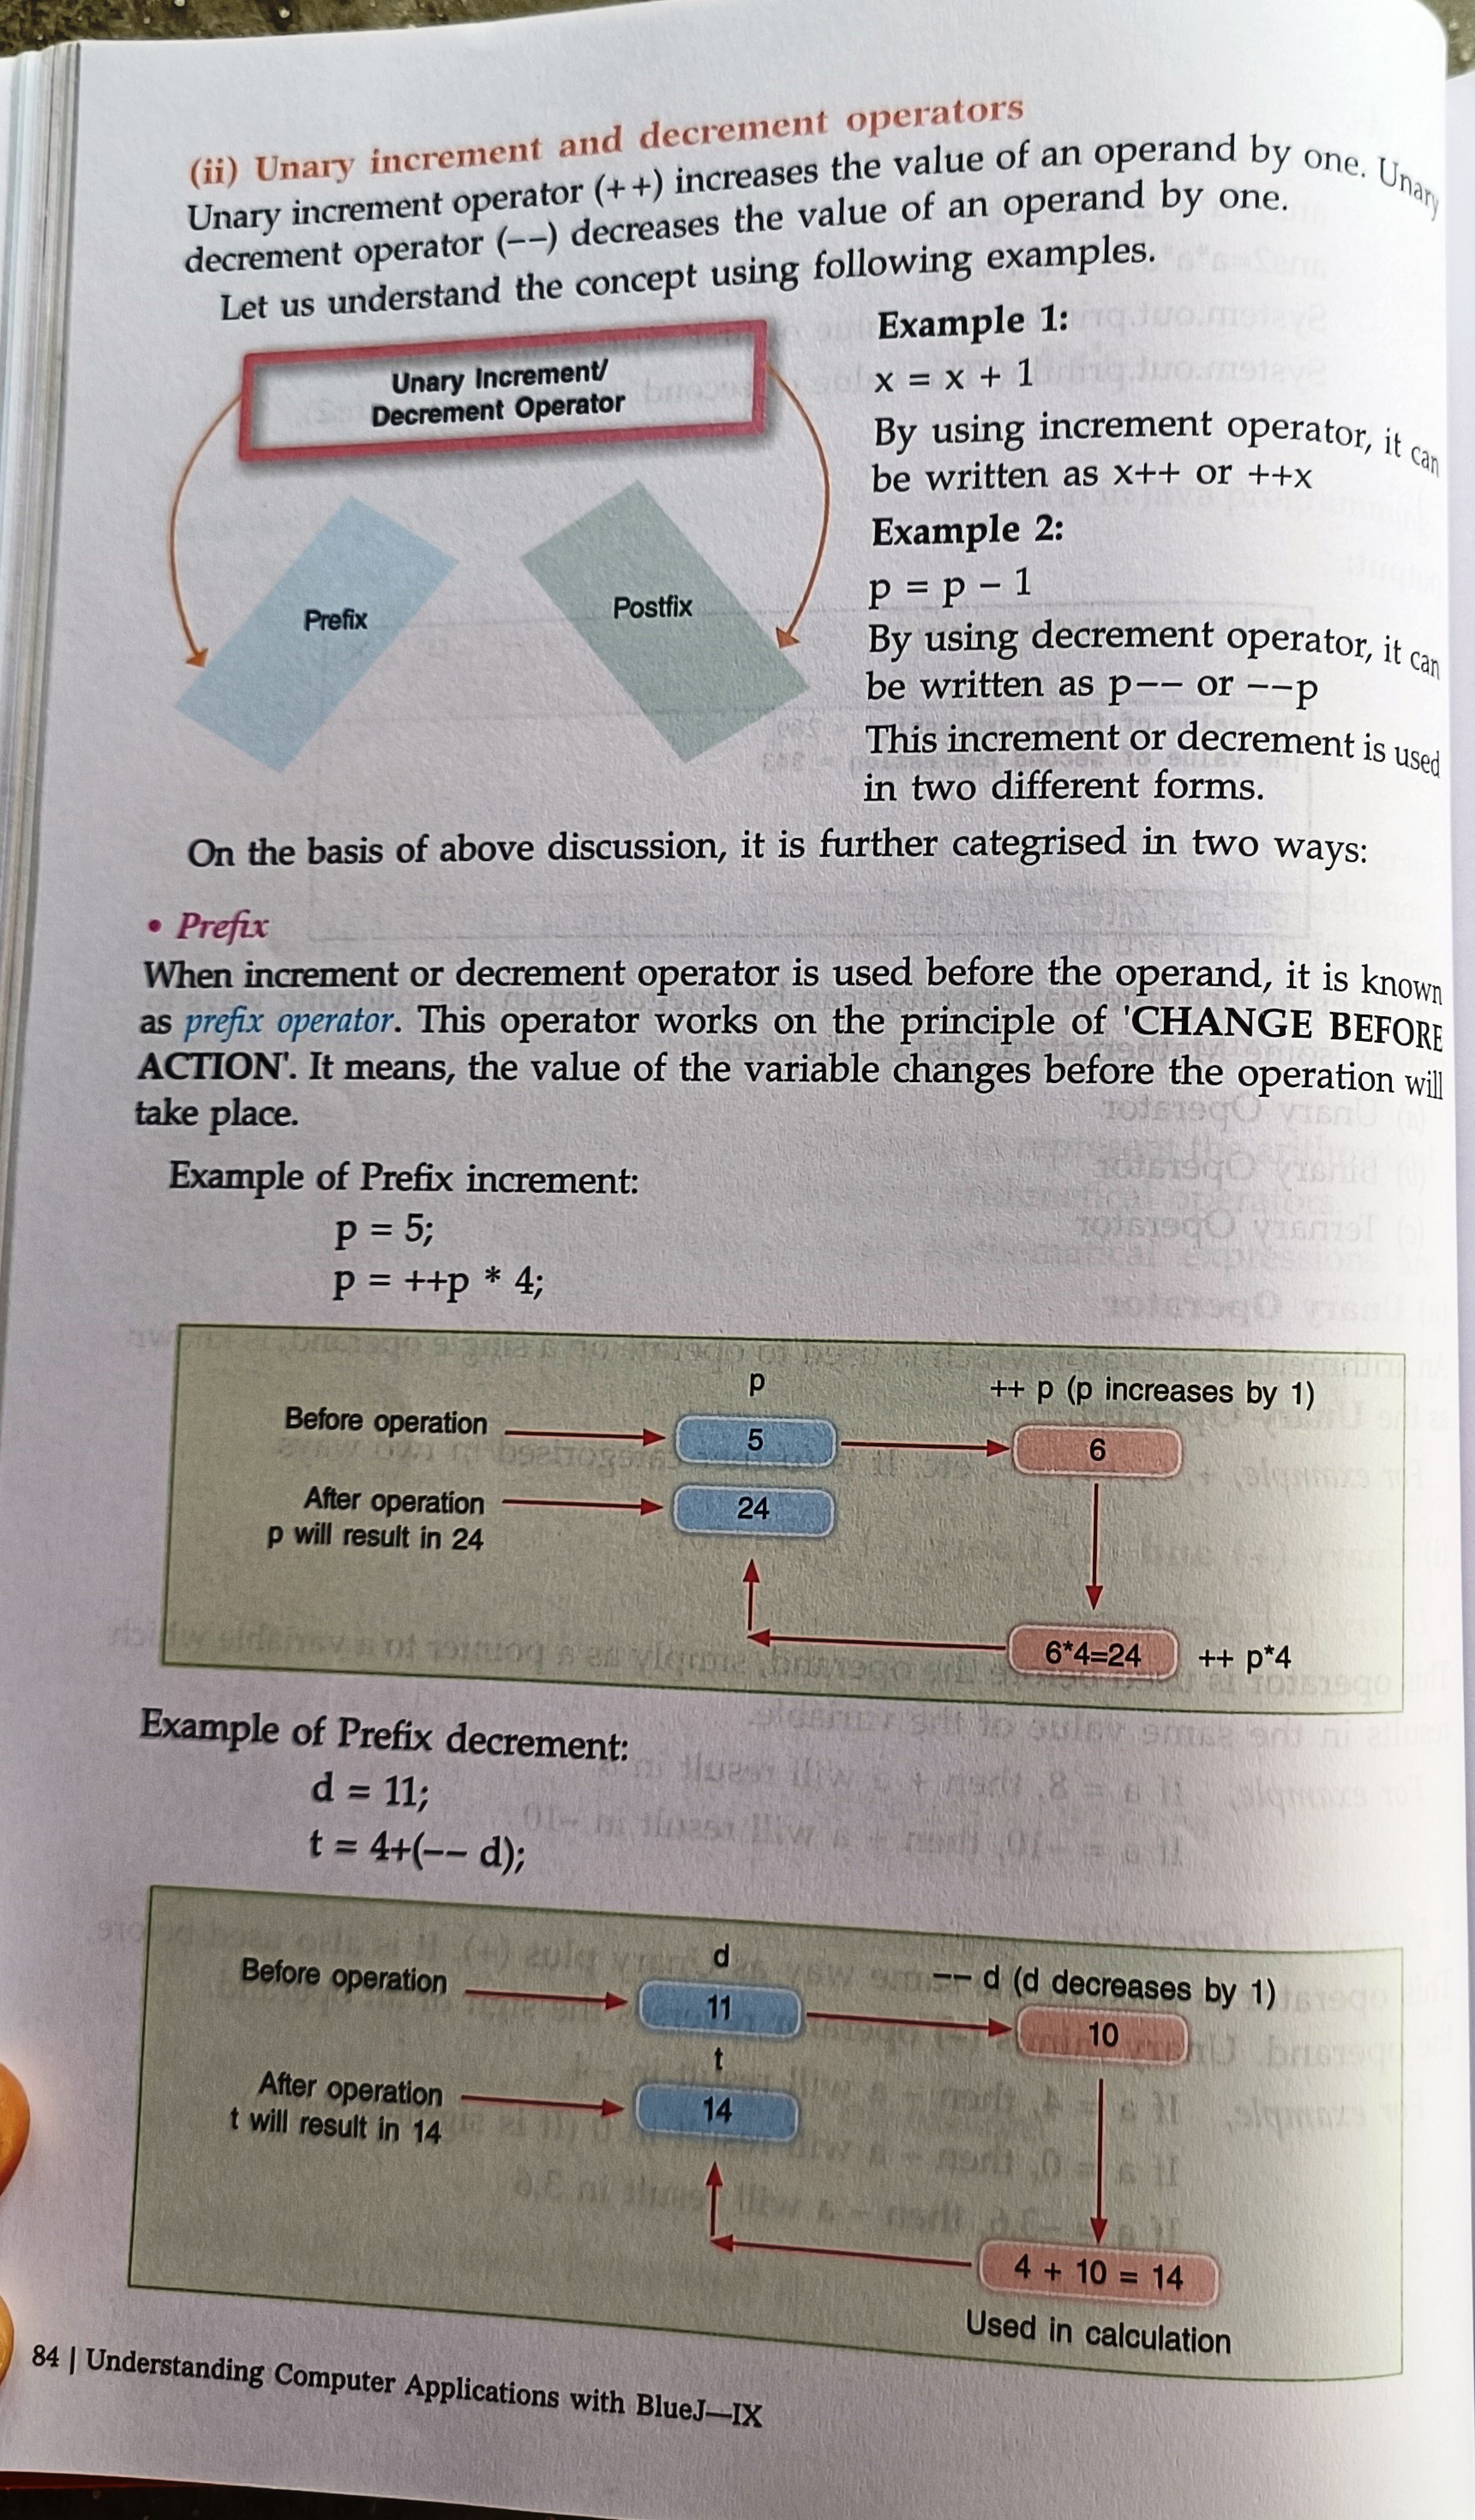 (ii) Unary increment and decrement operators
Unary increment operator (++) increases the value of an operand by one. Unary
decrement operator (––) decreases the value of an operand by one.
Let us understand the concept using following examples.
Unary Increment/
Decrement Operator
Prefix
Postfix
Example 1:
x = x + 1
By using increment operator, it can
be written as x++ or ++x
Example 2:
p = p – 1
By using decrement operator, it can
be written as p–– or ––p
This increment or decrement is used
in two different forms.
On the basis of above discussion, it is further categrised in two ways:
• Prefix
When increment or decrement operator is used before the operand, it is known
as prefix operator. This operator works on the principle of 'CHANGE BEFORE
ACTION'. It means, the value of the variable changes before the operation will
take place.
Example of Prefix increment:
p = 5;
p = ++p * 4;
p
++ p (p increases by 1)
Before operation
5
6
After operation
p will result in 24
24
6*4=24
++ p*4
Example of Prefix decrement:
d = 11;
t = 4+(–– d);
d
–– d (d decreases by 1)
Before operation
11
10
t
After operation
t will result in 14
14
4 + 10 = 14
Used in calculation
84 | Understanding Computer Applications with BlueJ—IX